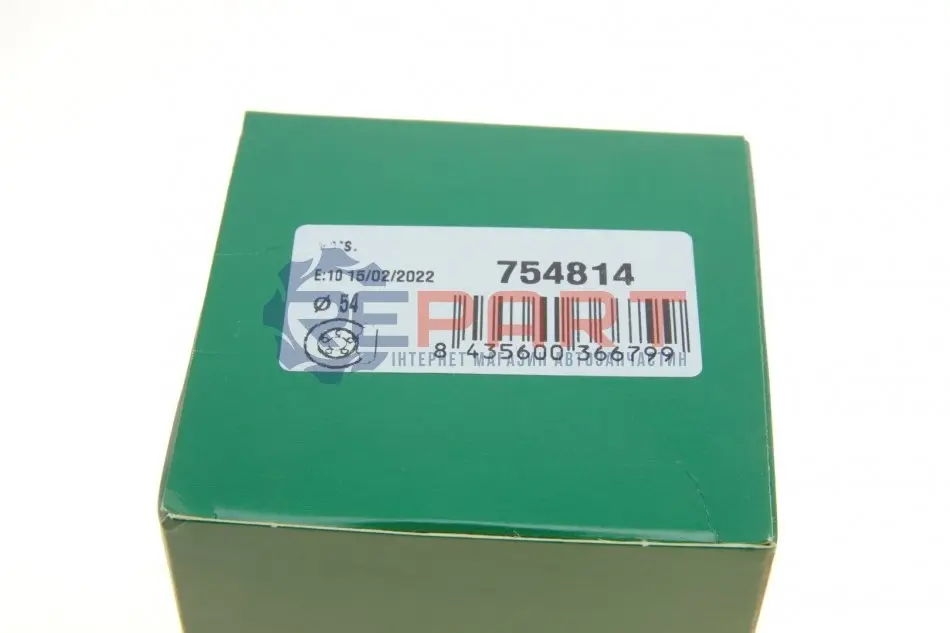 E:10 15/02/2022
754814
Ø 54
EPART
8 435600 366799
ІНТЕРНЕТ МАГАЗИН АВТОЗАПЧАСТИН